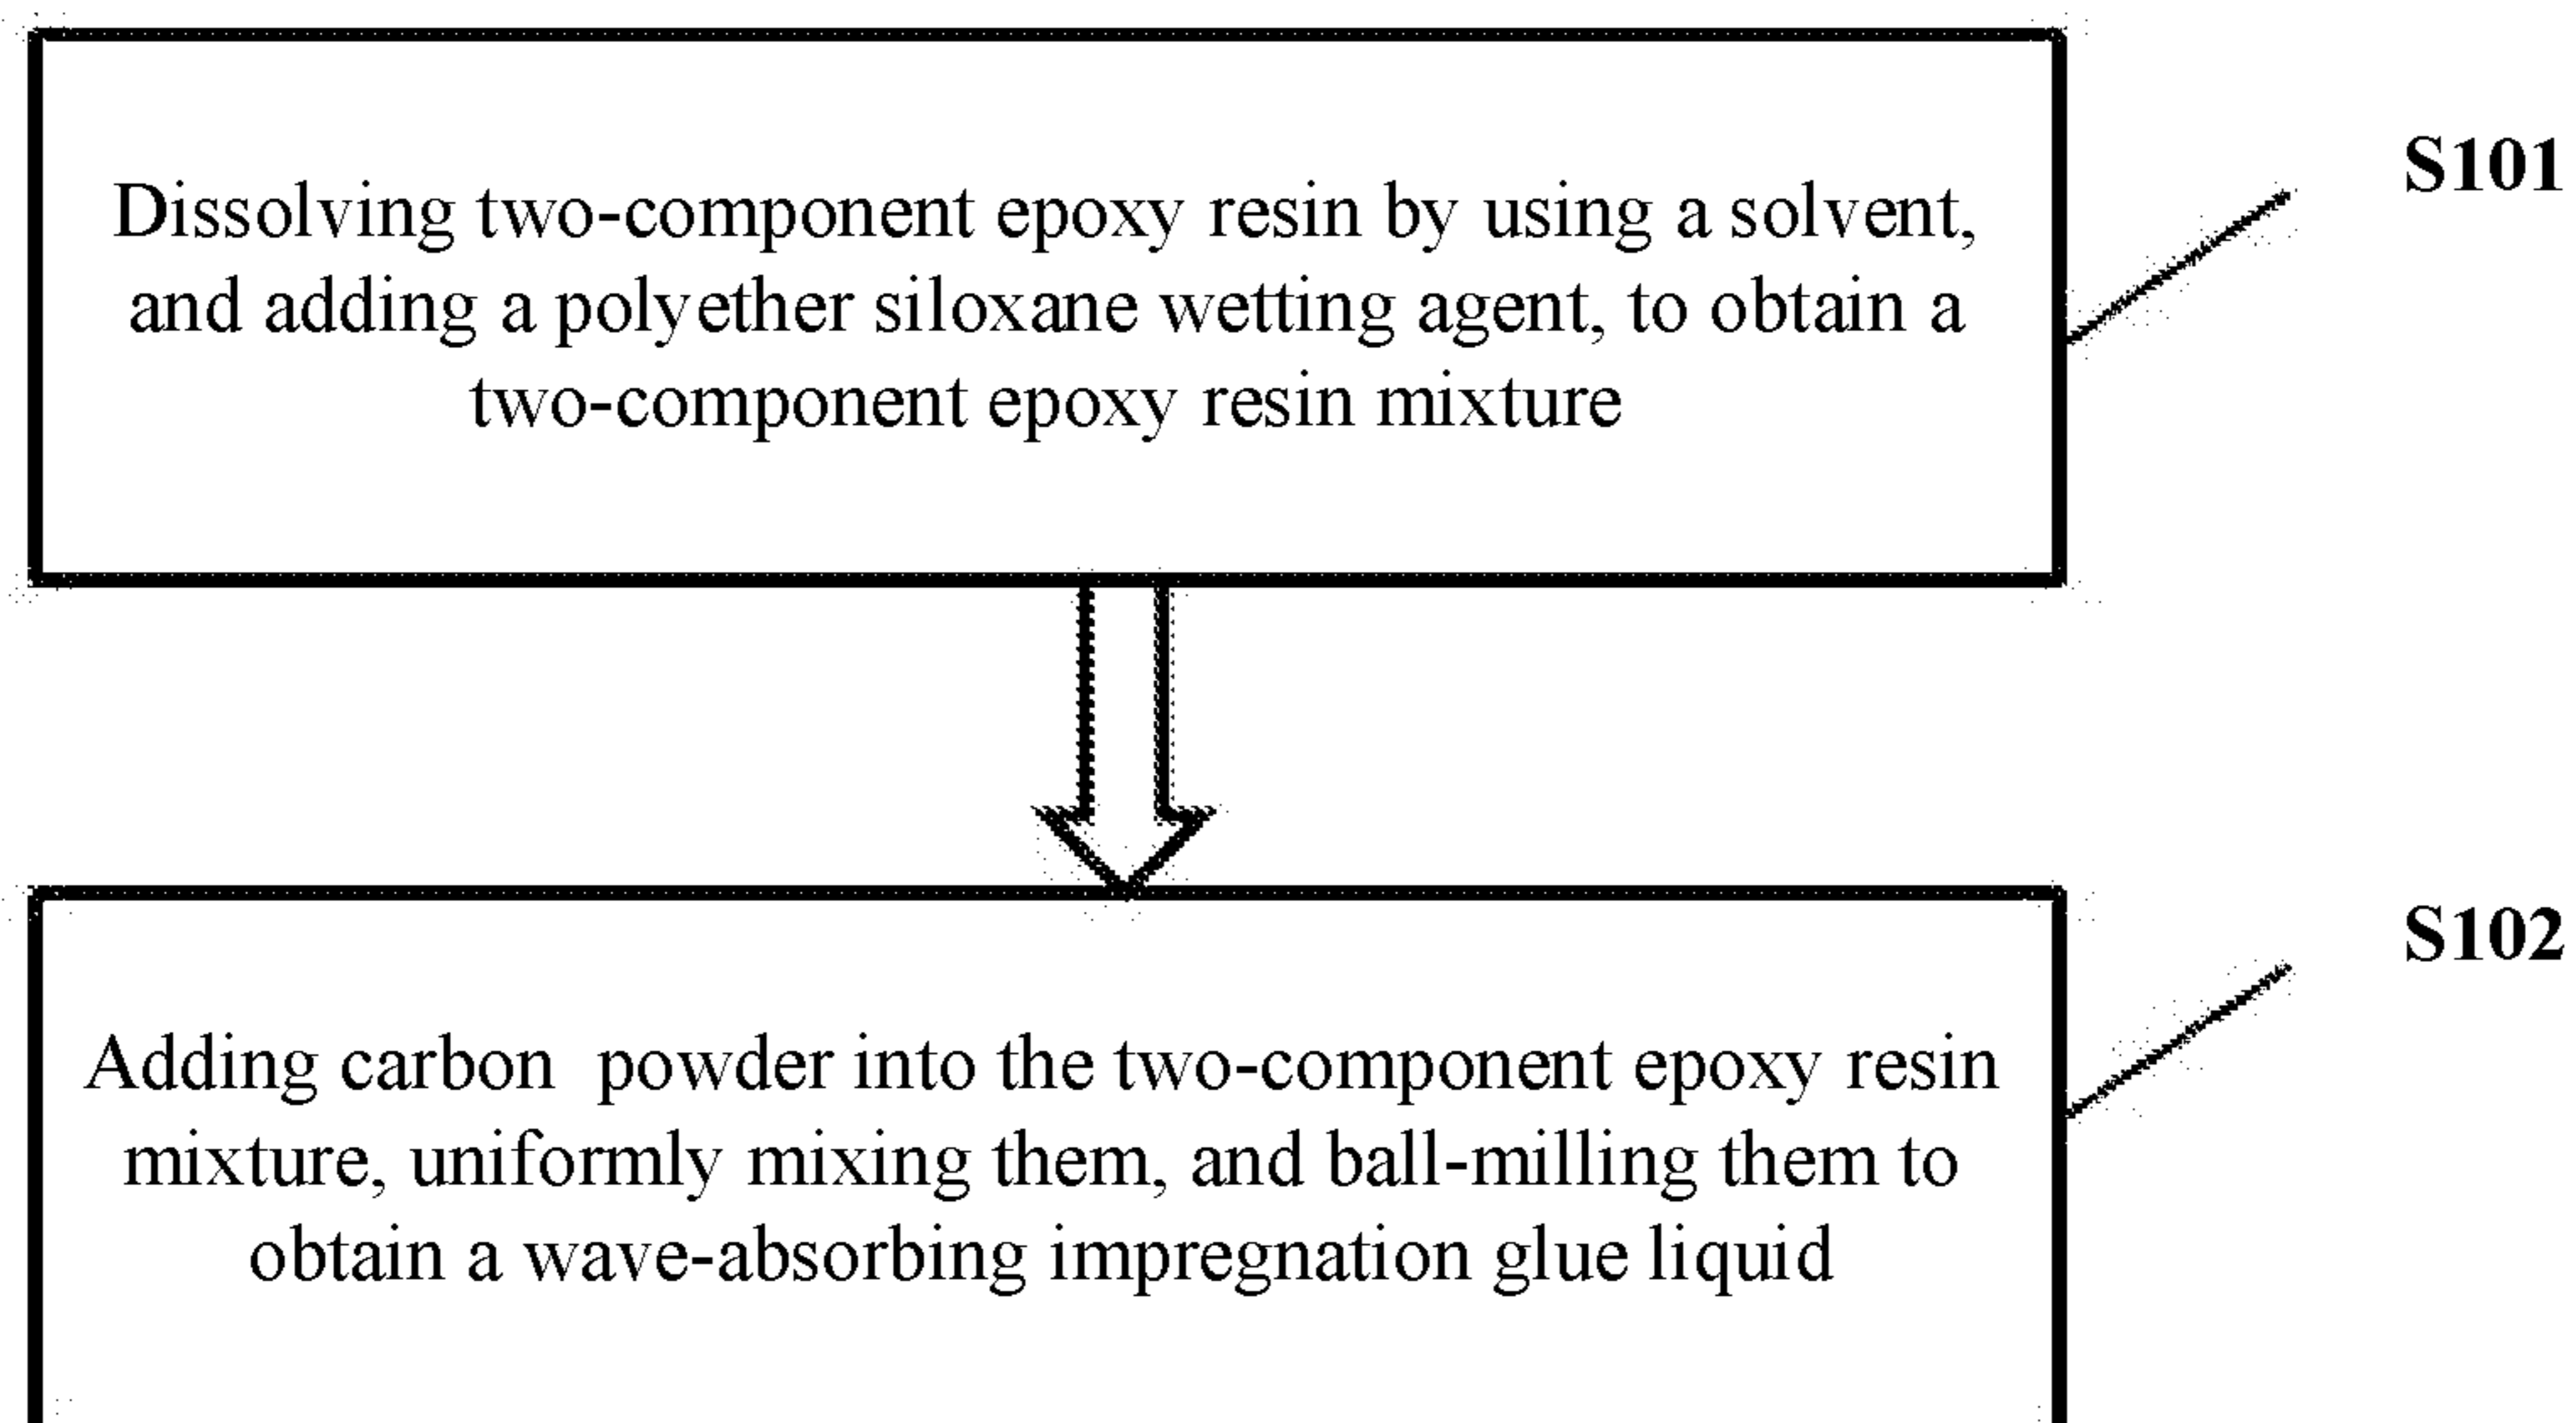 Dissolving two-component epoxy resin by using a solvent,
and adding a polyether siloxane wetting agent, to obtain a
two-component epoxy resin mixture
S101
Adding carbon powder into the two-component epoxy resin
mixture, uniformly mixing them, and ball-milling them to
obtain a wave-absorbing impregnation glue liquid
S102